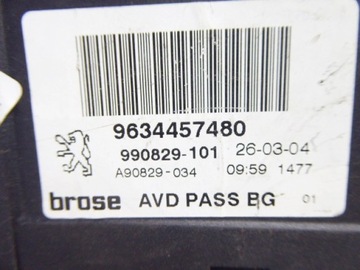 9634457480
990829-101 26-03-04
A90829-034 09:59 1477
brose AVD PASS BG 01